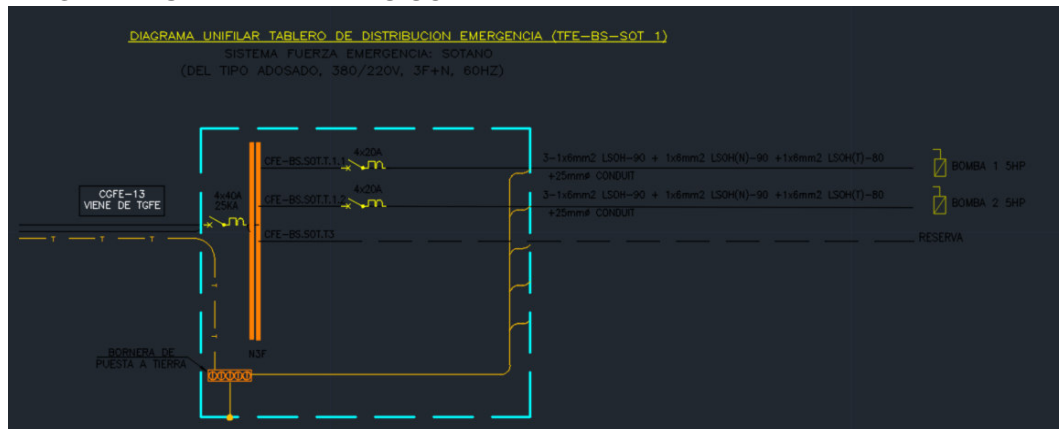 DIAGRAMA UNIFILAR TABLERO DE DISTRIBUCION EMERGENCIA (TFE-BS-SOT 1)
SISTEMA FUERZA EMERGENCIA: SOTANO
(DEL TIPO ADOSADO, 380/220V, 3F+N, 60HZ)
CGFE-13
VIENE DE TGFE
4x40A
25KA
CFE-BS.SOT.T.1.1
4x20A
3-1x6mm2 LSOH-90 + 1x6mm2 LSOH(N)-90 +1x6mm2 LSOH(T)-80
+25mmø CONDUIT
BOMBA 1 5HP
CFE-BS.SOT.T.1.2
4x20A
3-1x6mm2 LSOH-90 + 1x6mm2 LSOH(N)-90 +1x6mm2 LSOH(T)-80
+25mmø CONDUIT
BOMBA 2 5HP
CFE-BS.SOT.T3
RESERVA
T T T
T
T
N3F
BORNERA DE
PUESTA A TIERRA